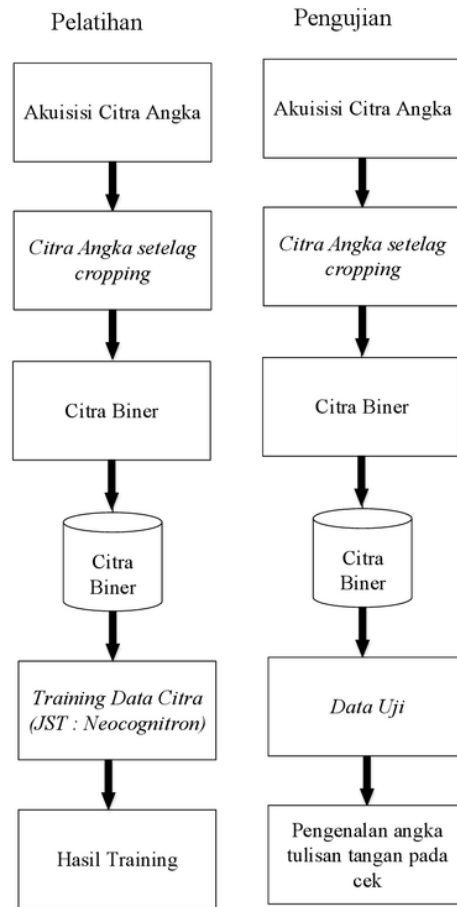 Pelatihan
Akuisisi Citra Angka
Citra Angka setelag
cropping
Citra Biner
Citra
Biner
Training Data Citra
(JST : Neocognitron)
Hasil Training
Pengujian
Akuisisi Citra Angka
Citra Angka setelag
cropping
Citra Biner
Citra
Biner
Data Uji
Pengenalan angka
tulisan tangan pada
cek